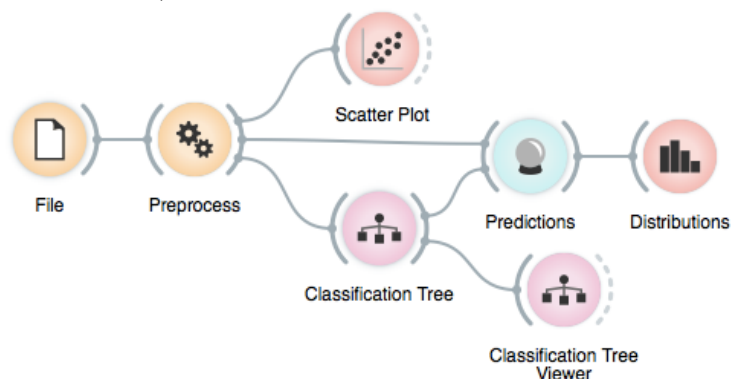 Scatter Plot
File
Preprocess
Predictions
Distributions
Classification Tree
Classification Tree
Viewer